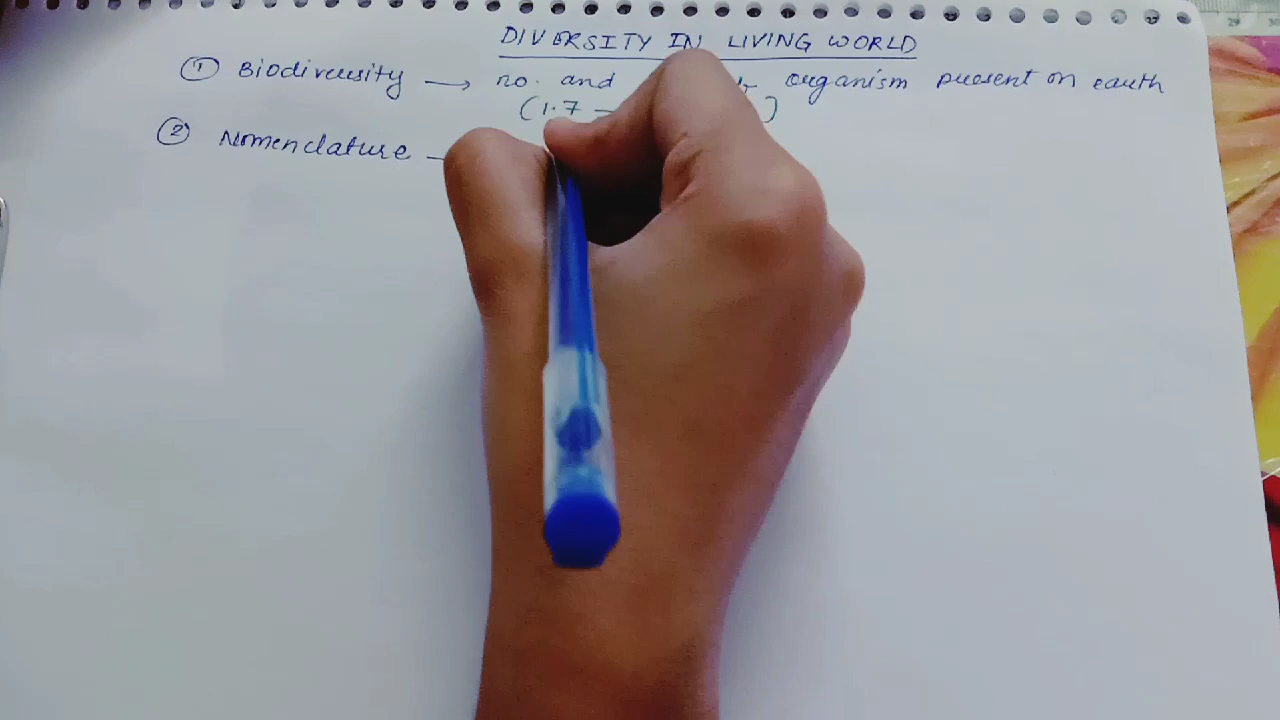 DIVERSITY IN LIVING WORLD
① Biodiversity → no. and organism present on earth
(1.7 – )
② Nomenclature –